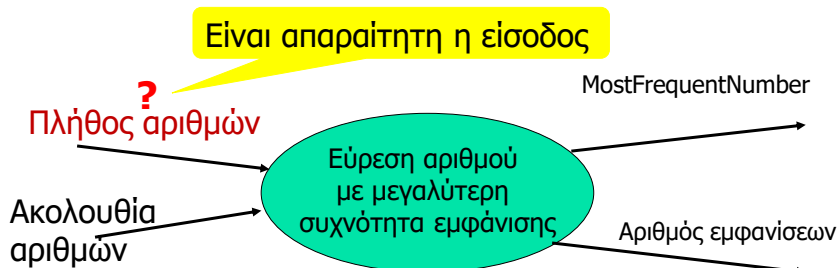 Είναι απαραίτητη η είσοδος
?
Πλήθος αριθμών
MostFrequentNumber
Εύρεση αριθμού
με μεγαλύτερη
συχνότητα εμφάνισης
Ακολουθία
αριθμών
Αριθμός εμφανίσεων